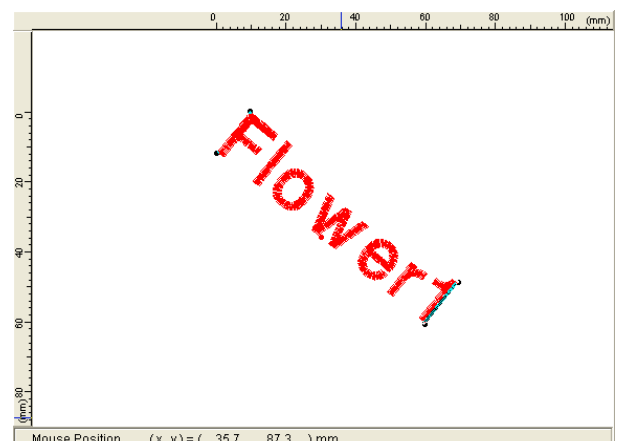 0 20 40 60 80 100 (mm)
0
20
40
60
80
(mm)
Flower1
Mouse Position (x, y) = ( 35.7 87.3 ) mm